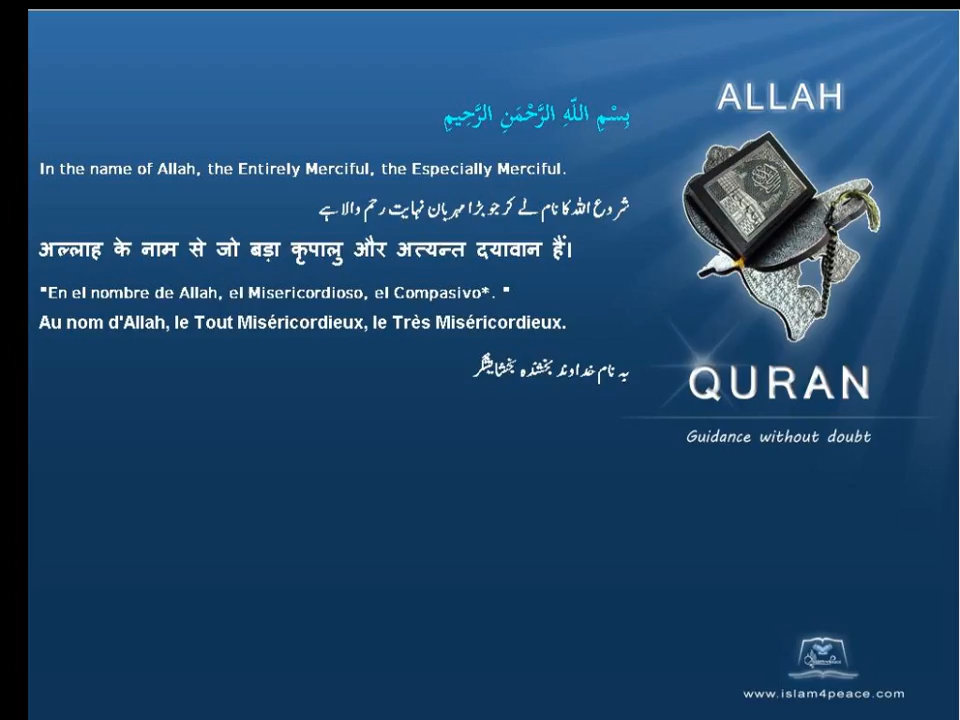 بِسْمِ اللَّهِ الرَّحْمَنِ الرَّحِيمِ
In the name of Allah, the Entirely Merciful, the Especially Merciful.
شروع الله کا نام لے کر جو بڑا مہربان نہایت رحم والا ہے
अल्लाह के नाम से जो बड़ा कृपालु और अत्यन्त दयावान हैं।
"En el nombre de Allah, el Misericordioso, el Compasivo*. "
Au nom d'Allah, le Tout Miséricordieux, le Très Miséricordieux.
به نام خداوند بخشنده بخشایشگر
ALLAH
QURAN
Guidance without doubt
www.islam4peace.com